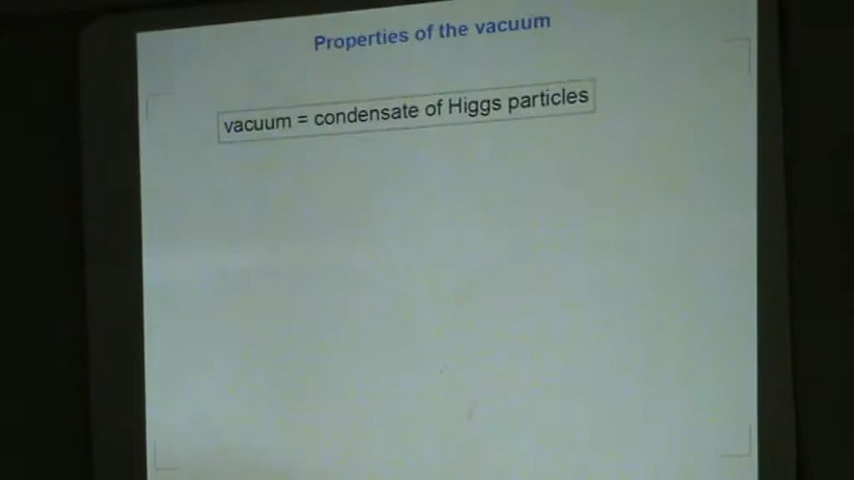 Properties of the vacuum
vacuum = condensate of Higgs particles